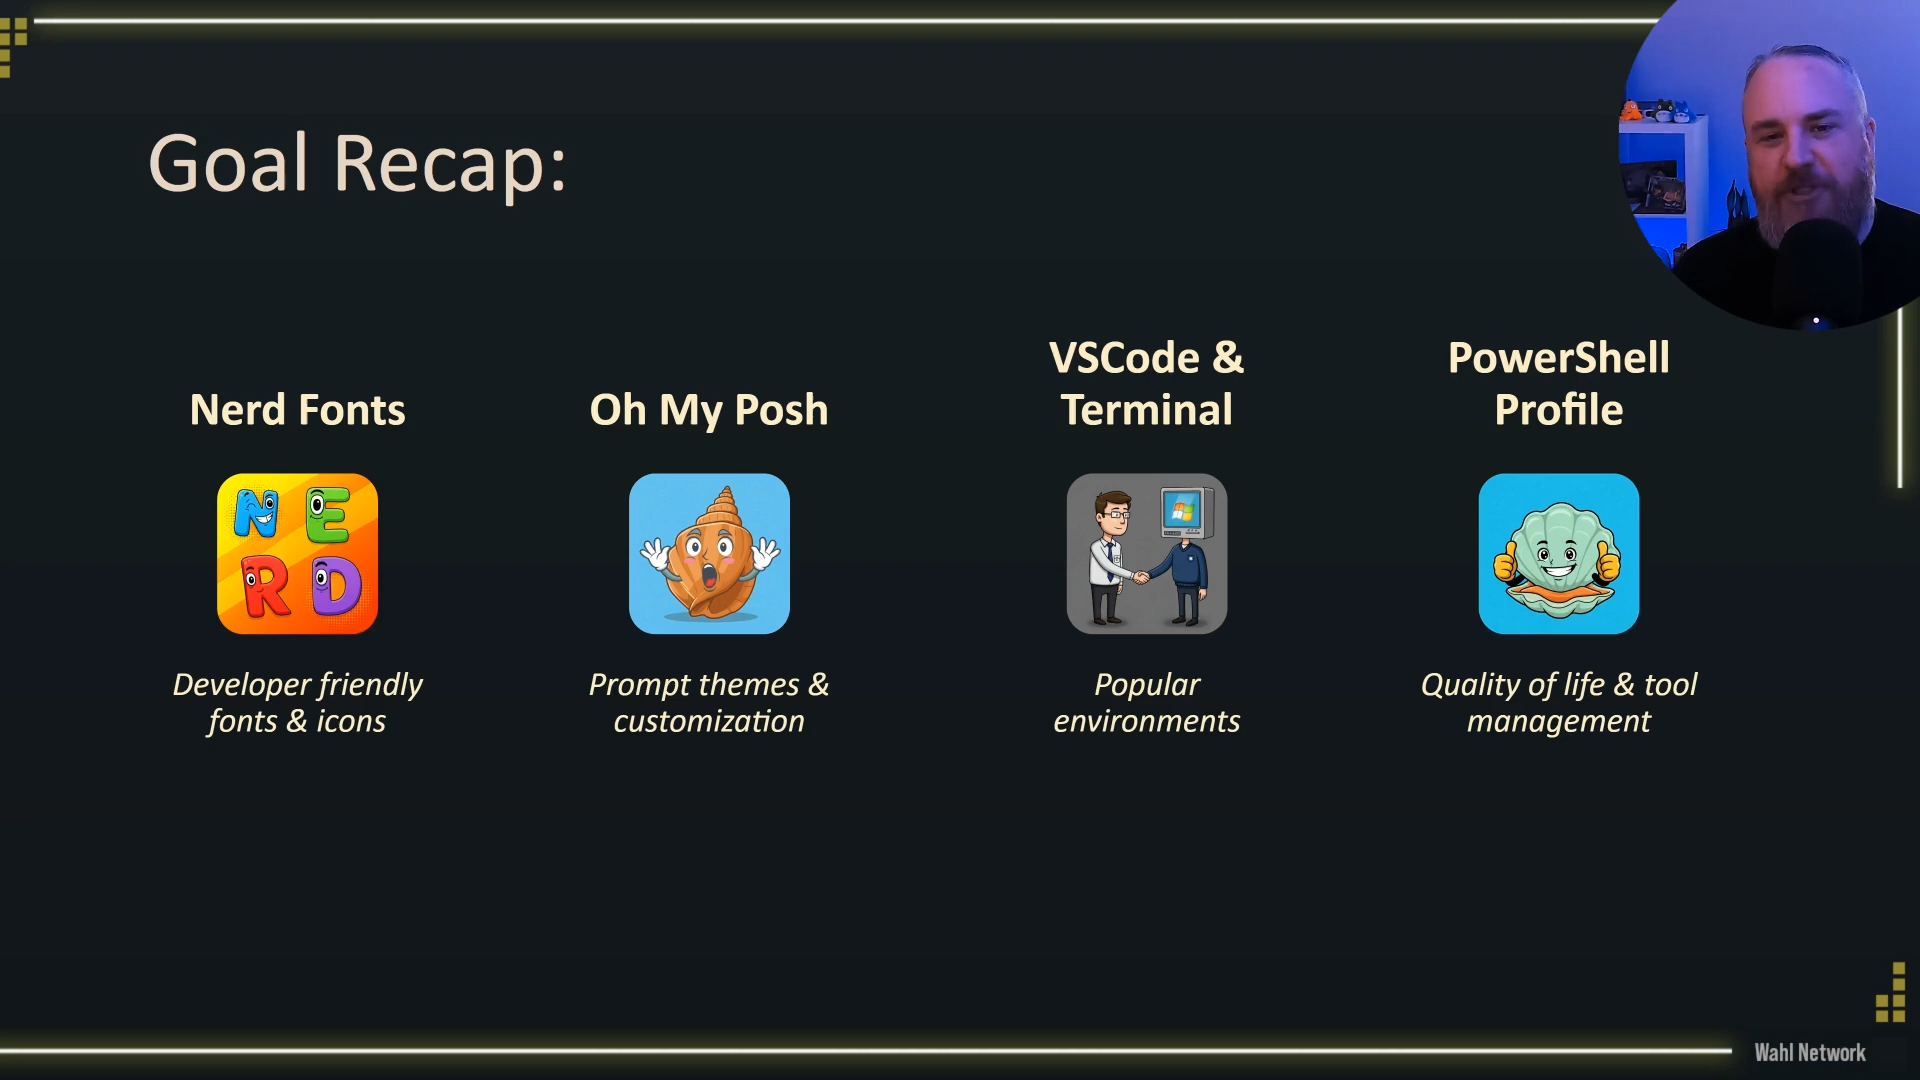 Goal Recap:
Nerd Fonts
N E
R D
Developer friendly
fonts & icons
Oh My Posh
Prompt themes &
customization
VSCode &
Terminal
Popular
environments
PowerShell
Profile
Quality of life & tool
management
Wahl Network